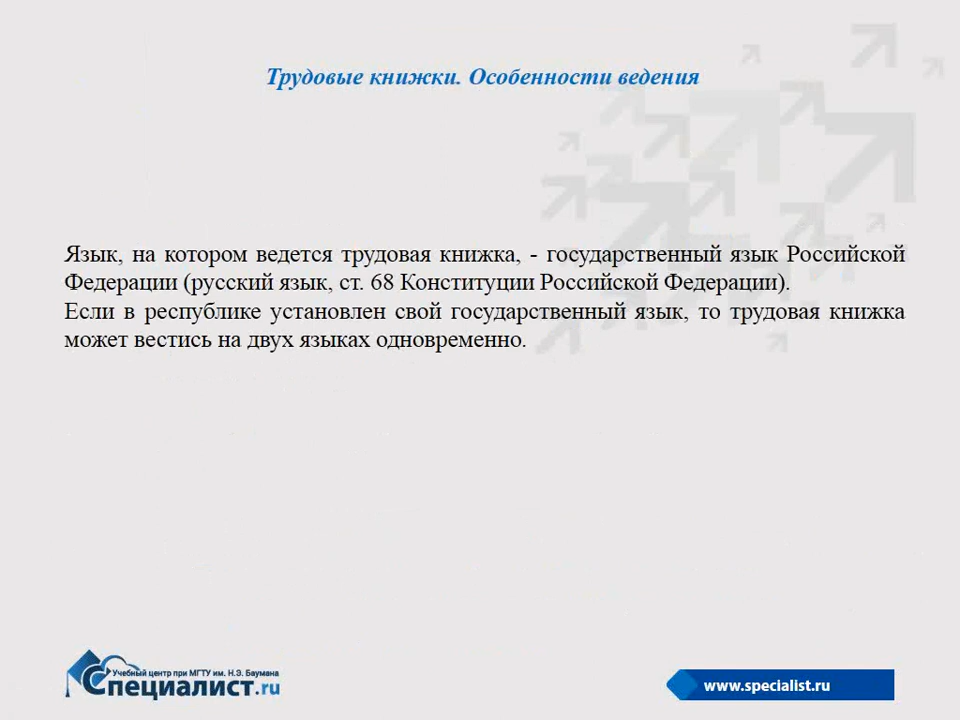 Трудовые книжки. Особенности ведения
Язык, на котором ведется трудовая книжка, - государственный язык Российской
Федерации (русский язык, ст. 68 Конституции Российской Федерации).
Если в республике установлен свой государственный язык, то трудовая книжка
может вестись на двух языках одновременно.
Учебный центр при МГТУ им. Н.Э. Баумана
Специалист.ru
www.specialist.ru